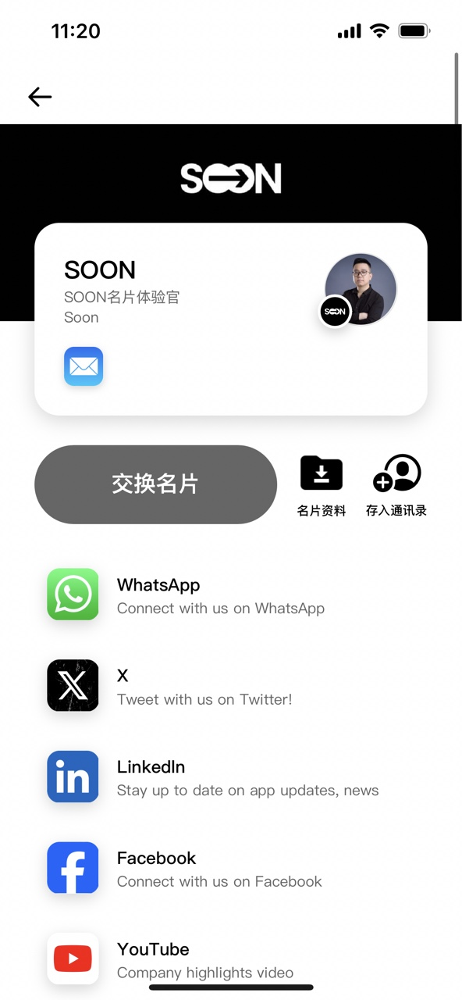 11:20
SOON
SOON
SOON名片体验官
Soon
SOON
交换名片
名片资料
存入通讯录
WhatsApp
Connect with us on WhatsApp
X
Tweet with us on Twitter!
in
LinkedIn
Stay up to date on app updates, news
f
Facebook
Connect with us on Facebook
YouTube
Company highlights video